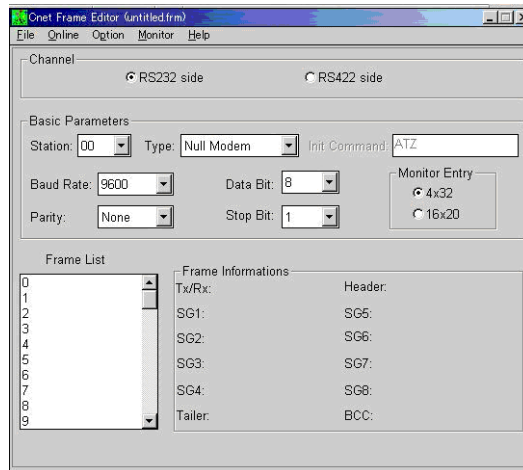 Cnet Frame Editor (untitled.frm)
File Online Option Monitor Help
Channel
RS232 side RS422 side
Basic Parameters
Station: 00 Type: Null Modem Init Command: ATZ
Monitor Entry
Baud Rate: 9600 Data Bit: 8
4x32
Parity: None Stop Bit: 1
16x20
Frame List
Frame Informations
0
1
2
3
4
5
6
7
8
9
Tx/Rx: Header:
SG1: SG5:
SG2: SG6:
SG3: SG7:
SG4: SG8:
Tailer: BCC: